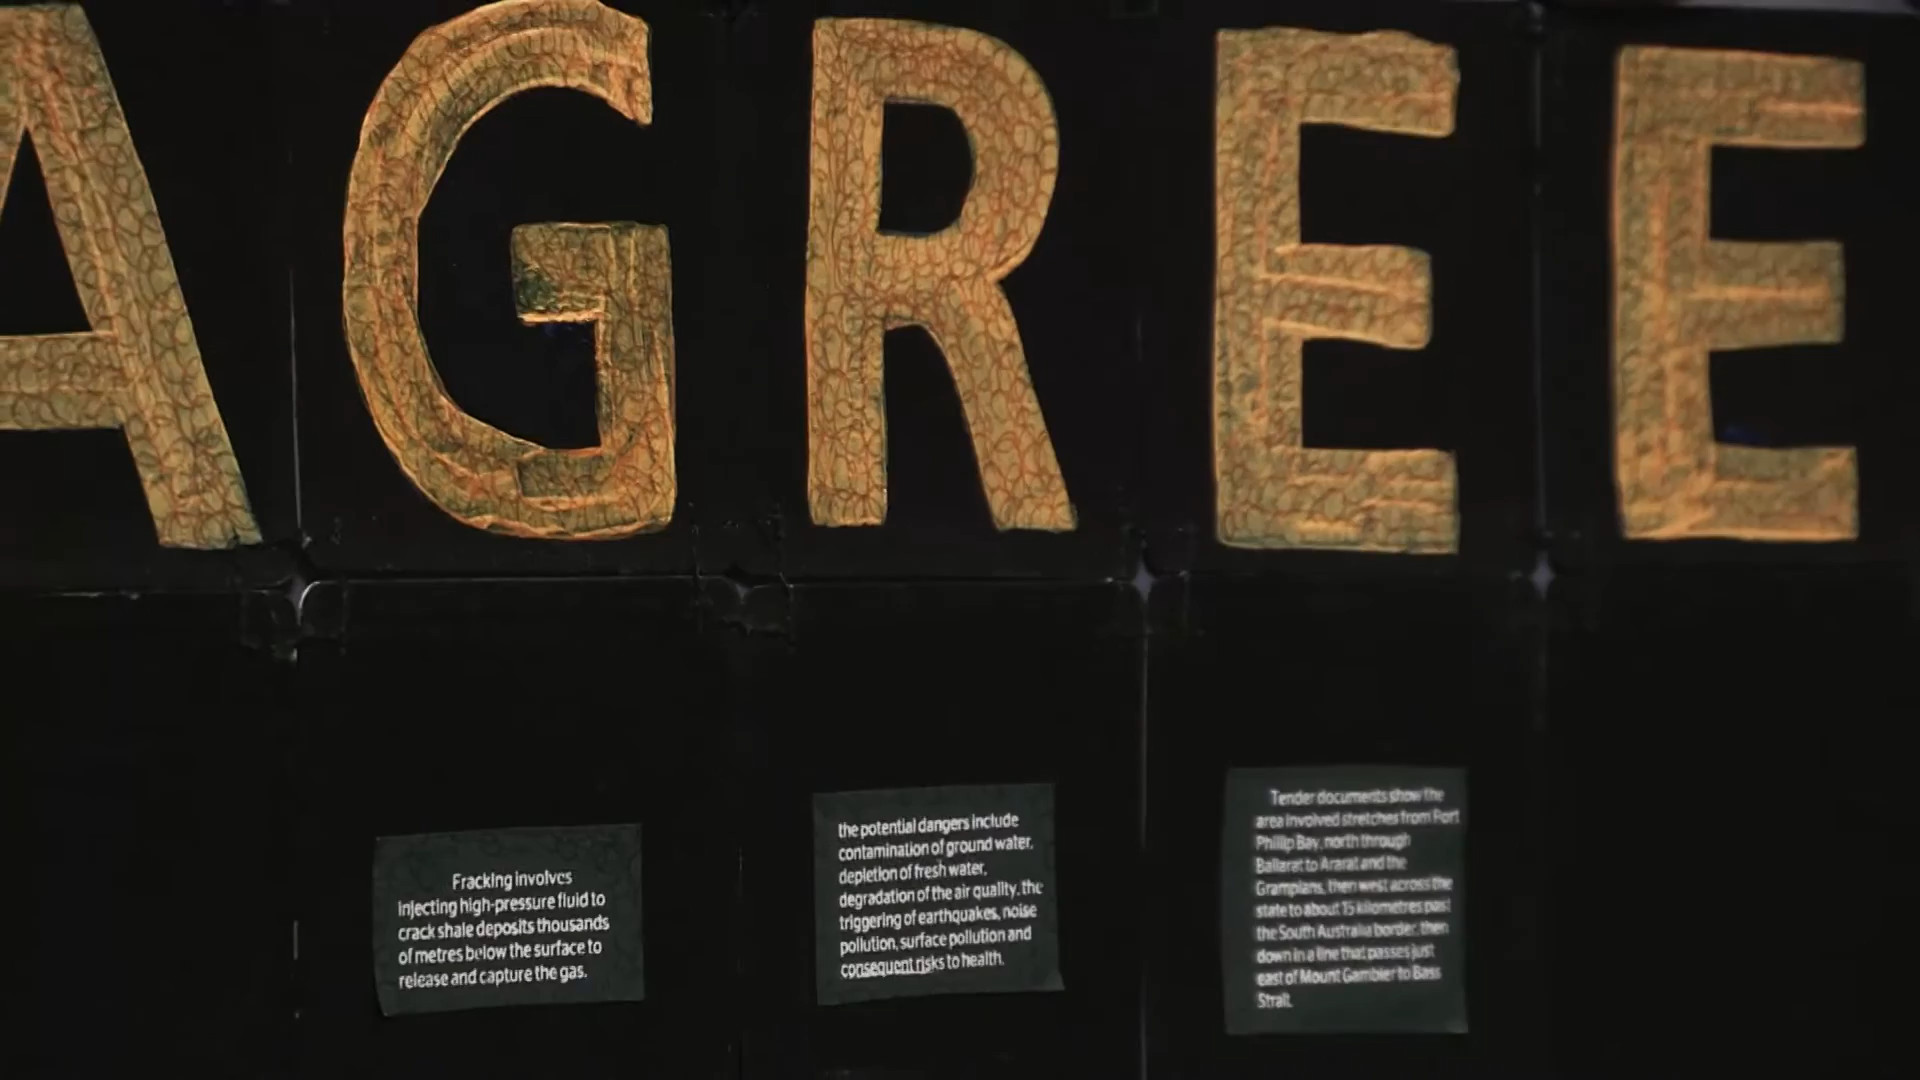 AGREE
Fracking involves
injecting high-pressure fluid to
crack shale deposits thousands
of metres below the surface to
release and capture the gas.
the potential dangers include
contamination of ground water,
depletion of fresh water,
degradation of the air quality, the
triggering of earthquakes, noise
pollution, surface pollution and
consequent risks to health.
Tender documents show the
area involved stretches from Port
Phillip Bay, north through
Ballarat to Ararat and the
Grampians, then west across the
state to about 15 kilometres past
the South Australia border, then
down in a line that passes just
east of Mount Gambier to Bass
Strait.